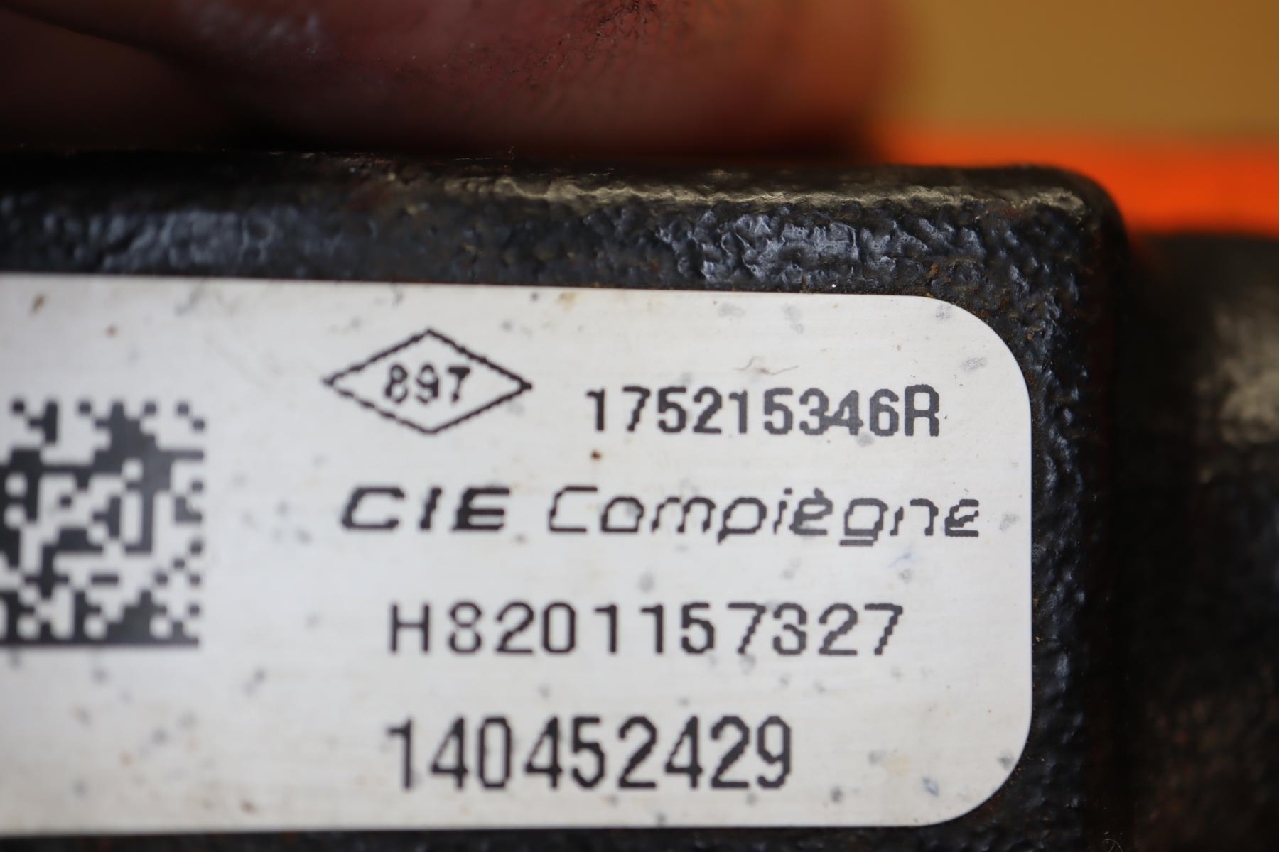 897 175215346R
CIE Compiègne
H8201157327
140452429